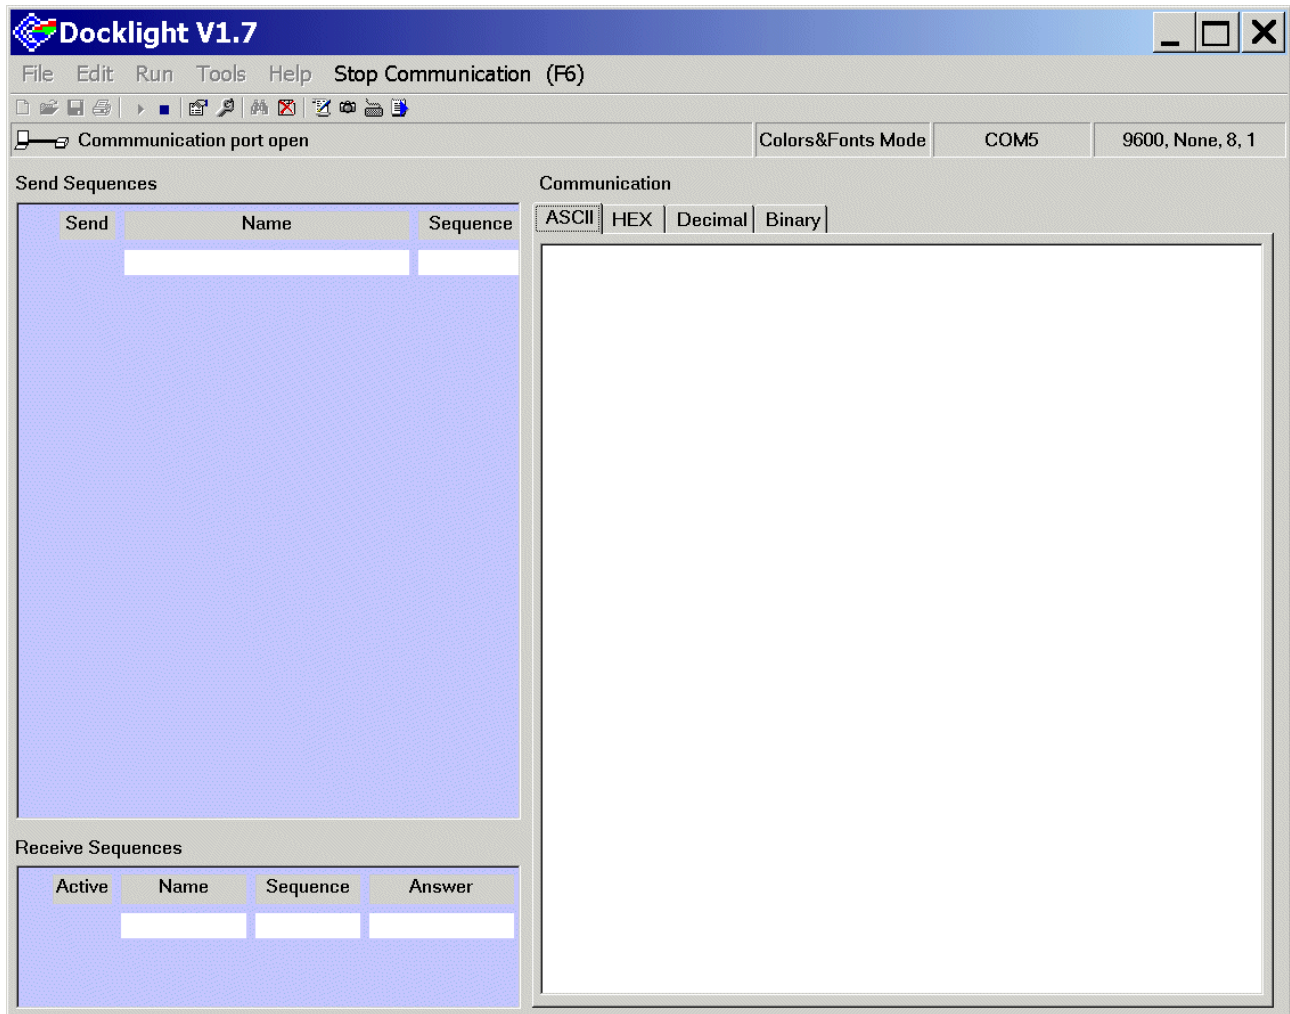 Docklight V1.7
File Edit Run Tools Help Stop Communication (F6)
Commmunication port open Colors&Fonts Mode COM5 9600, None, 8, 1
Send Sequences
Send Name Sequence
Communication
ASCII HEX Decimal Binary
Receive Sequences
Active Name Sequence Answer